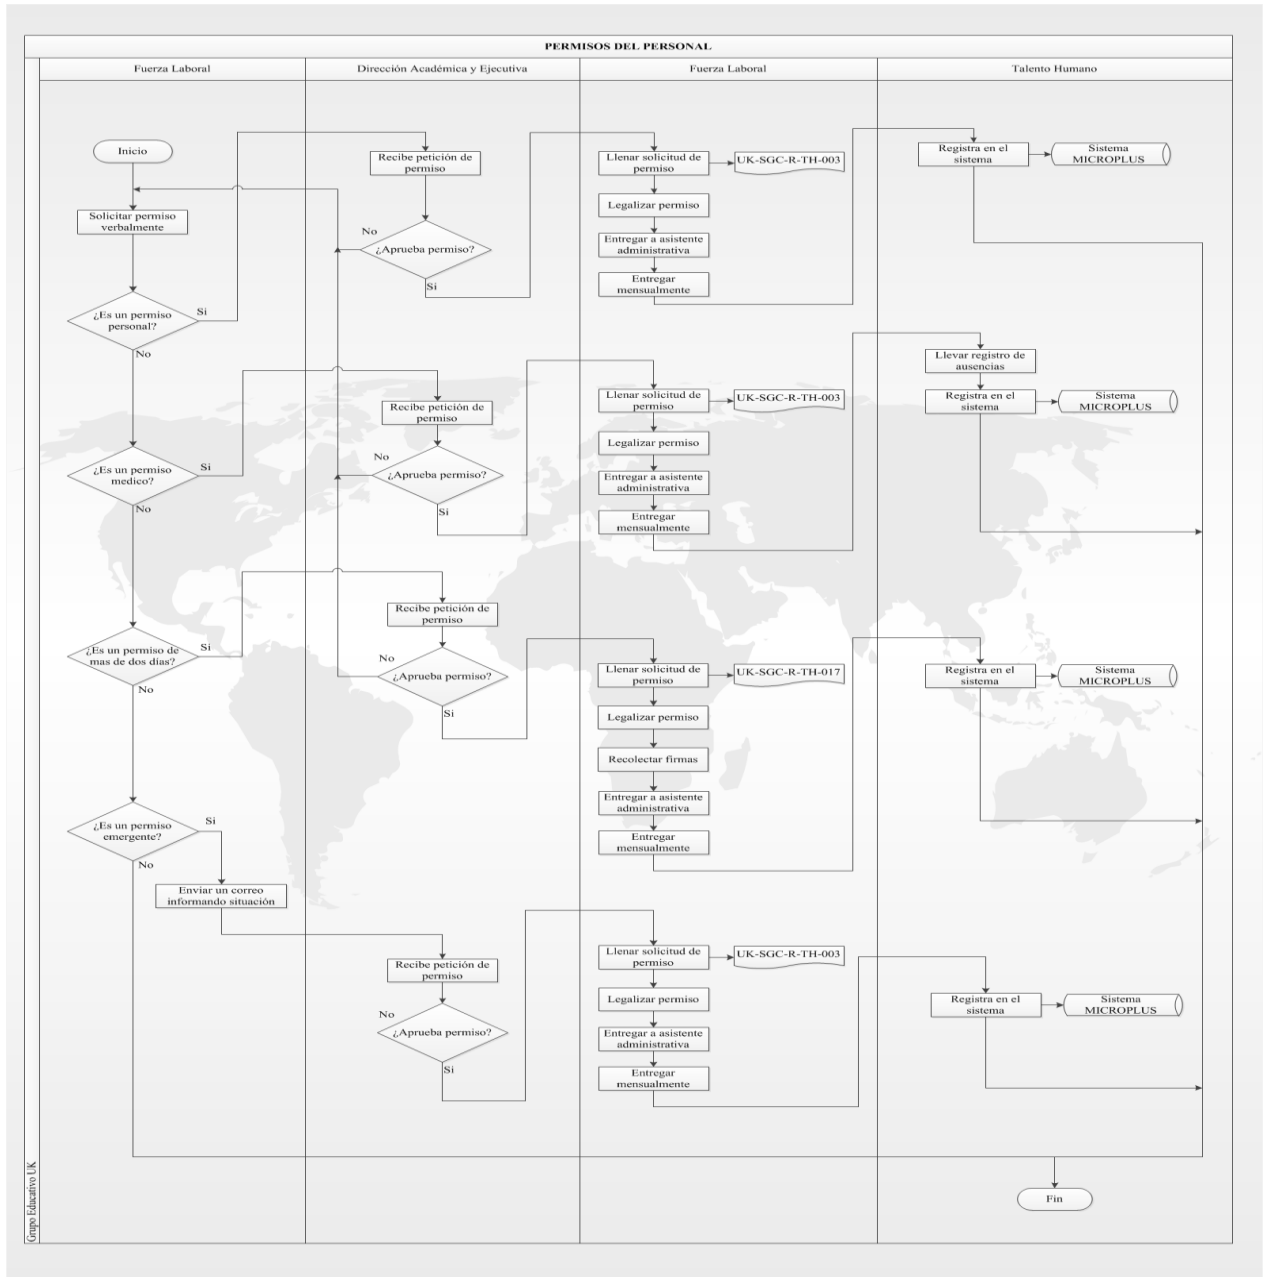 PERMISOS DEL PERSONAL
Fuerza Laboral
Dirección Académica y Ejecutiva
Fuerza Laboral
Talento Humano
Inicio
Solicitar permiso
verbalmente
¿Es un permiso
personal?
Si
No
Recibe petición de
permiso
¿Aprueba permiso?
No
Si
Llenar solicitud de
permiso
UK-SGC-R-TH-003
Legalizar permiso
Entregar a asistente
administrativa
Entregar
mensualmente
Registra en el
sistema
Sistema
MICROPLUS
¿Es un permiso
medico?
Si
No
Recibe petición de
permiso
¿Aprueba permiso?
No
Si
Llenar solicitud de
permiso
UK-SGC-R-TH-003
Legalizar permiso
Entregar a asistente
administrativa
Entregar
mensualmente
Llevar registro de
ausencias
Registra en el
sistema
Sistema
MICROPLUS
¿Es un permiso de
mas de dos días?
Si
No
Recibe petición de
permiso
¿Aprueba permiso?
No
Si
Llenar solicitud de
permiso
UK-SGC-R-TH-017
Legalizar permiso
Recolectar firmas
Entregar a asistente
administrativa
Entregar
mensualmente
Registra en el
sistema
Sistema
MICROPLUS
¿Es un permiso
emergente?
Si
No
Enviar un correo
informando situación
Recibe petición de
permiso
¿Aprueba permiso?
No
Si
Llenar solicitud de
permiso
UK-SGC-R-TH-003
Legalizar permiso
Entregar a asistente
administrativa
Entregar
mensualmente
Registra en el
sistema
Sistema
MICROPLUS
Fin
Grupo Educativo UK